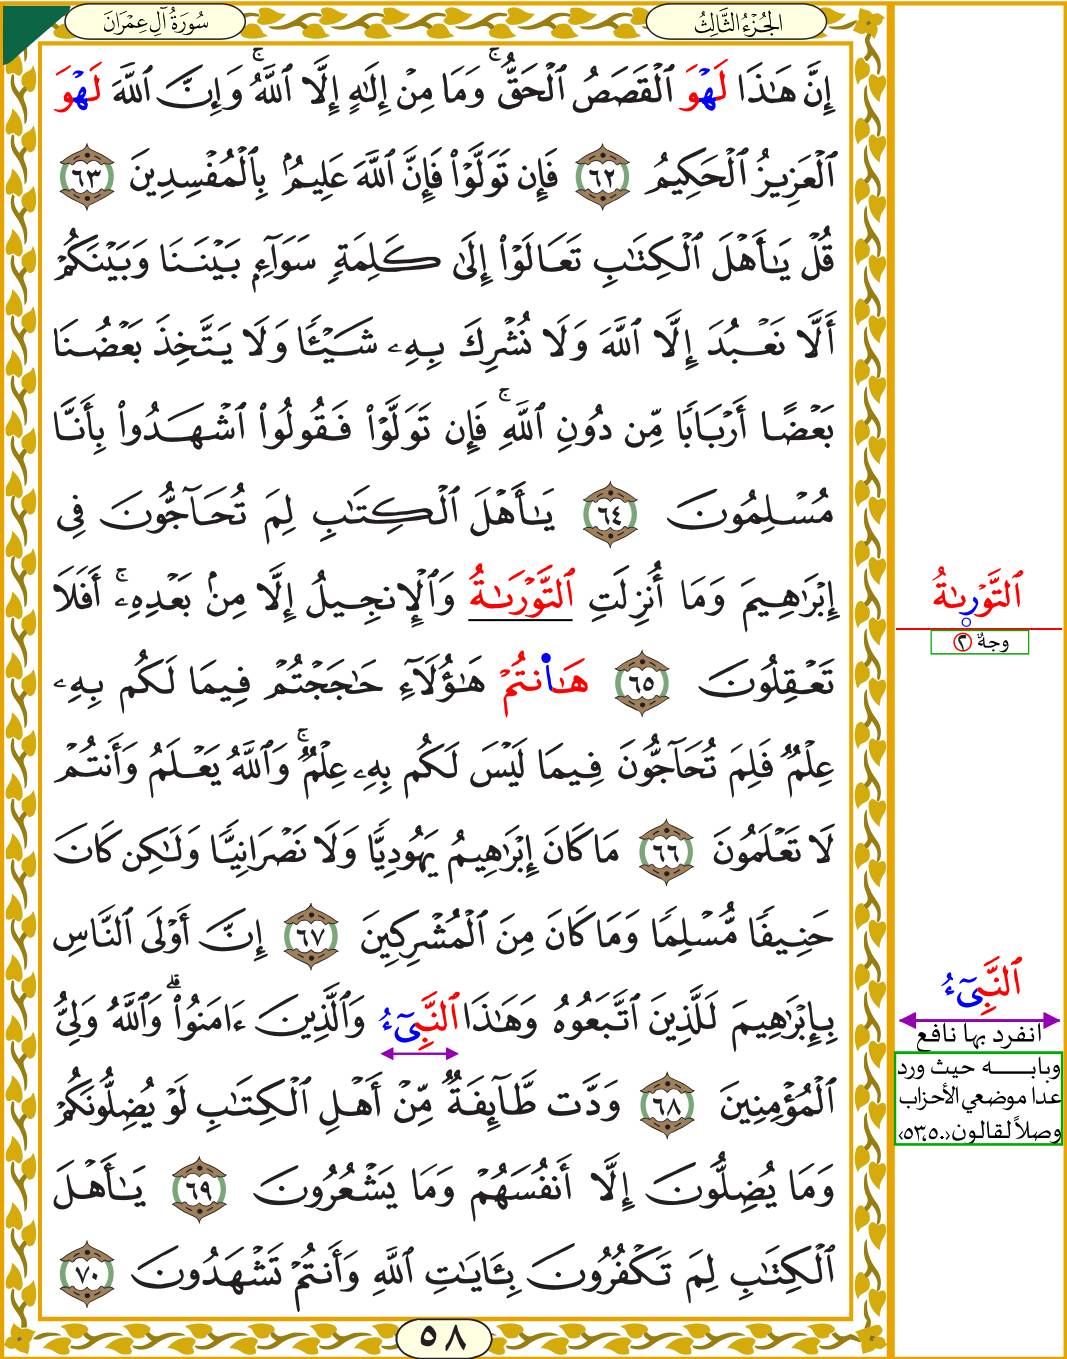 سُورَةُ آلِ عِمْرَانَ
الجُزْءُ الثَّالِثُ
إِنَّ هَٰذَا لَهْوَ ٱلْقَصَصُ ٱلْحَقُّۚ وَمَا مِنْ إِلَٰهٍ إِلَّا ٱللَّهُۚ وَإِنَّ ٱللَّهَ لَهْوَ
ٱلْعَزِيزُ ٱلْحَكِيمُ ٦٢ فَإِن تَوَلَّوْا۟ فَإِنَّ ٱللَّهَ عَلِيمٌۢ بِٱلْمُفْسِدِينَ ٦٣
قُلْ يَٰٓأَهْلَ ٱلْكِتَٰبِ تَعَالَوْا۟ إِلَىٰ كَلِمَةٍ سَوَآءٍۭ بَيْنَنَا وَبَيْنَكُمْ
أَلَّا نَعْبُدَ إِلَّا ٱللَّهَ وَلَا نُشْرِكَ بِهِۦ شَيْـًٔا وَلَا يَتَّخِذَ بَعْضُنَا
بَعْضًا أَرْبَابًا مِّن دُونِ ٱللَّهِۚ فَإِن تَوَلَّوْا۟ فَقُولُوا۟ ٱشْهَدُوا۟ بِأَنَّا
مُسْلِمُونَ ٦٤ يَٰٓأَهْلَ ٱلْكِتَٰبِ لِمَ تُحَآجُّونَ فِىٓ
إِبْرَٰهِيمَ وَمَآ أُنزِلَتِ ٱلتَّوْرَىٰةُ وَٱلْإِنجِيلُ إِلَّا مِنۢ بَعْدِهِۦٓۚ أَفَلَا
تَعْقِلُونَ ٦٥ هَٰانتُمْ هَٰٓؤُلَآءِ حَٰجَجْتُمْ فِيمَا لَكُم بِهِۦ
عِلْمٌ فَلِمَ تُحَآجُّونَ فِيمَا لَيْسَ لَكُم بِهِۦ عِلْمٌۚ وَٱللَّهُ يَعْلَمُ وَأَنتُمْ
لَا تَعْلَمُونَ ٦٦ مَا كَانَ إِبْرَٰهِيمُ يَهُودِيًّا وَلَا نَصْرَانِيًّا وَلَٰكِن كَانَ
حَنِيفًا مُّسْلِمًا وَمَا كَانَ مِنَ ٱلْمُشْرِكِينَ ٦٧ إِنَّ أَوْلَى ٱلنَّاسِ
بِإِبْرَٰهِيمَ لَلَّذِينَ ٱتَّبَعُوهُ وَهَٰذَا ٱلنَّبِىٓءُ وَٱلَّذِينَ ءَامَنُوا۟ۗ وَٱللَّهُ وَلِىُّ
ٱلْمُؤْمِنِينَ ٦٨ وَدَّت طَّآئِفَةٌ مِّنْ أَهْلِ ٱلْكِتَٰبِ لَوْ يُضِلُّونَكُمْ
وَمَا يُضِلُّونَ إِلَّآ أَنفُسَهُمْ وَمَا يَشْعُرُونَ ٦٩ يَٰٓأَهْلَ
ٱلْكِتَٰبِ لِمَ تَكْفُرُونَ بِـَٔايَٰتِ ٱللَّهِ وَأَنتُمْ تَشْهَدُونَ ٧٠
٥٨
ٱلتَّوْرىٰةُ
وجهٌ ٢
ٱلنَّبِىٓءُ
انفرد بها نافع
وبابه حيث ورد
عدا موضعي الأحزاب
وصلاً لقالون ﴿٥٣،٥٠﴾